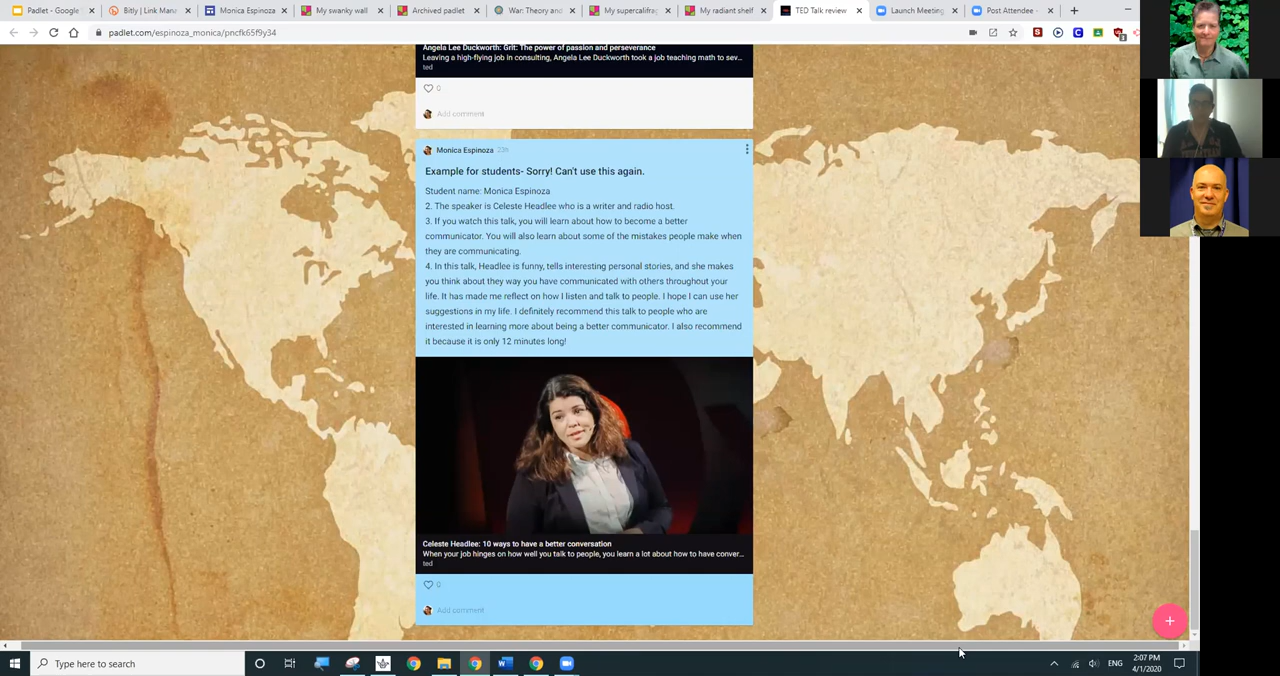 Padlet - Google
Bitly | Link Mana
Monica Espinoza
My swanky wall
Archived padlet
War: Theory and
My supercalifrag
My radiant shelf
TED Talk review
Launch Meeting
Post Attendee -
padlet.com/espinoza_monica/pncfk65f9y34
Angela Lee Duckworth: Grit: The power of passion and perseverance
Leaving a high-flying job in consulting, Angela Lee Duckworth took a job teaching math to sev...
ted
0
Add comment
Monica Espinoza
Example for students- Sorry! Can't use this again.
Student name: Monica Espinoza
2. The speaker is Celeste Headlee who is a writer and radio host.
3. If you watch this talk, you will learn about how to become a better
communicator. You will also learn about some of the mistakes people make when
they are communicating.
4. In this talk, Headlee is funny, tells interesting personal stories, and she makes
you think about they way you have communicated with others throughout your
life. It has made me reflect on how I listen and talk to people. I hope I can use her
suggestions in my life. I definitely recommend this talk to people who are
interested in learning more about being a better communicator. I also recommend
it because it is only 12 minutes long!
Celeste Headlee: 10 ways to have a better conversation
When your job hinges on how well you talk to people, you learn a lot about how to have conver...
ted
0
Add comment
Type here to search
ENG
2:07 PM
4/1/2020